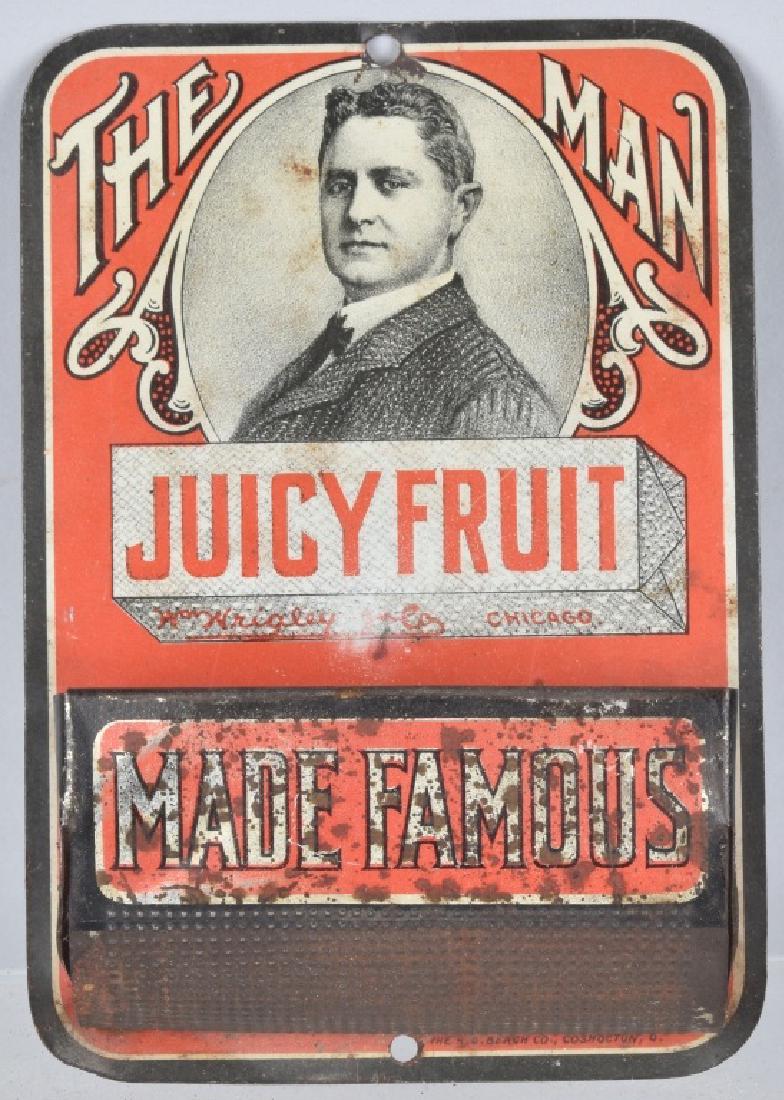 THE MAN
JUICY FRUIT
Wm Wrigley Jr & Co CHICAGO.
MADE FAMOUS
THE H.D. BEACH CO., COSHOCTON, O.